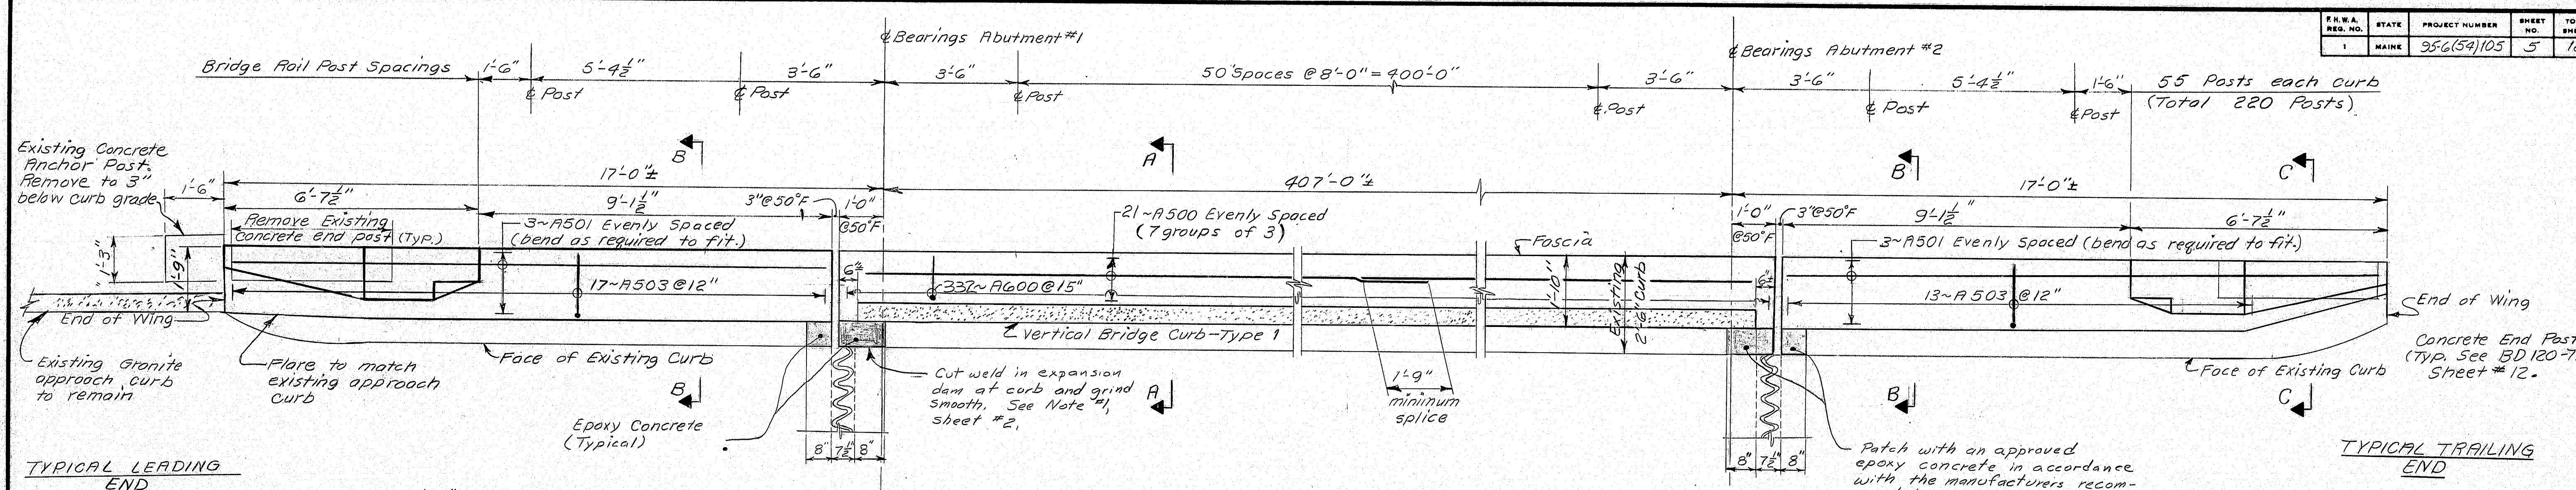 F.H.W.A. REG. NO.
STATE
PROJECT NUMBER
SHEET NO.
1
MAINE
95-6(54)105
5
℄ Bearings Abutment #1
℄ Bearings Abutment #2
Bridge Rail Post Spacings
1'-6"
5'-4½"
3'-6"
3'-6"
50 Spaces @ 8'-0" = 400'-0"
3'-6"
3'-6"
5'-4½"
1'-6"
55 Posts each curb
(Total 220 Posts)
℄ Post
℄ Post
℄ Post
℄ Post
℄ Post
℄ Post
B
A
B
C
Existing Concrete
Anchor Post.
Remove to 3"
below curb grade
1'-6"
17'-0"±
407'-0"±
17'-0"±
6'-7½"
9'-1½"
3"@50°F
1'-0"
@50°F
1'-0"
@50°F
3"@50°F
9'-1½"
6'-7½"
Remove Existing
concrete end post (Typ.)
3~A501 Evenly Spaced
(bend as required to fit.)
21~A500 Evenly Spaced
(7 groups of 3)
Fascia
3~A501 Evenly Spaced (bend as required to fit.)
1'-3"
1'-9"
17~A503 @ 12"
6"±
332~A600 @ 15"
1'-10"
Existing
2'-6" Curb
6"±
13~A503 @ 12"
End of Wing
End of Wing
Vertical Bridge Curb-Type 1
Existing Granite
approach curb
to remain
Flare to match
existing approach
curb
Face of Existing Curb
Face of Existing Curb
Concrete End Post
(Typ. See BD 120-7
Sheet #12.
Cut weld in expansion
dam at curb and grind
smooth. See Note #1,
sheet #2.
1'-9"
minimum
splice
B
A
B
C
Epoxy Concrete
(Typical)
8"
7½"
8"
8"
7½"
8"
Patch with an approved
epoxy concrete in accordance
with the manufacturers recom-
TYPICAL LEADING
END
TYPICAL TRAILING
END